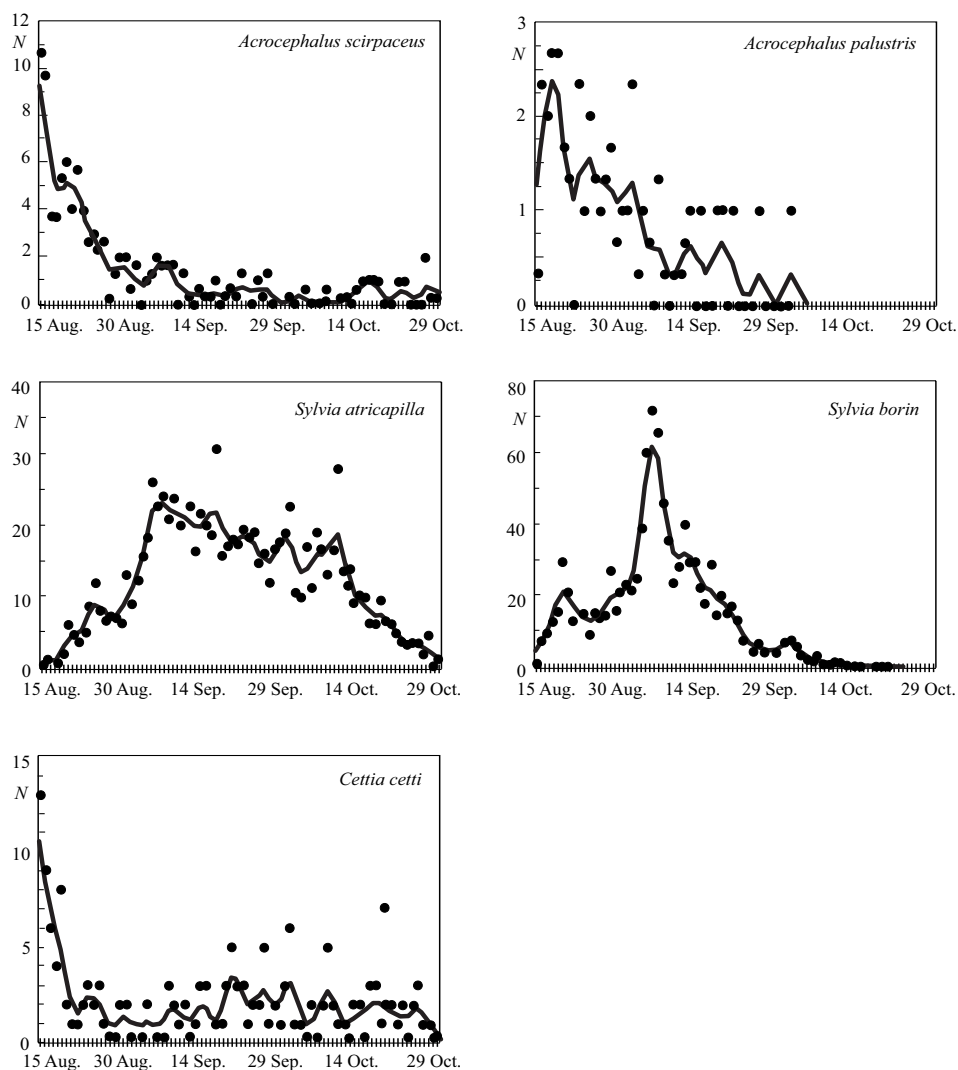 12
N
Acrocephalus scirpaceus
10
8
6
4
2
0
15 Aug. 30 Aug. 14 Sep. 29 Sep. 14 Oct. 29 Oct.
3
N
Acrocephalus palustris
2
1
0
15 Aug. 30 Aug. 14 Sep. 29 Sep. 14 Oct. 29 Oct.
40
N
Sylvia atricapilla
30
20
10
0
15 Aug. 30 Aug. 14 Sep. 29 Sep. 14 Oct. 29 Oct.
80
N
Sylvia borin
60
40
20
0
15 Aug. 30 Aug. 14 Sep. 29 Sep. 14 Oct. 29 Oct.
15
N
Cettia cetti
10
5
0
15 Aug. 30 Aug. 14 Sep. 29 Sep. 14 Oct. 29 Oct.